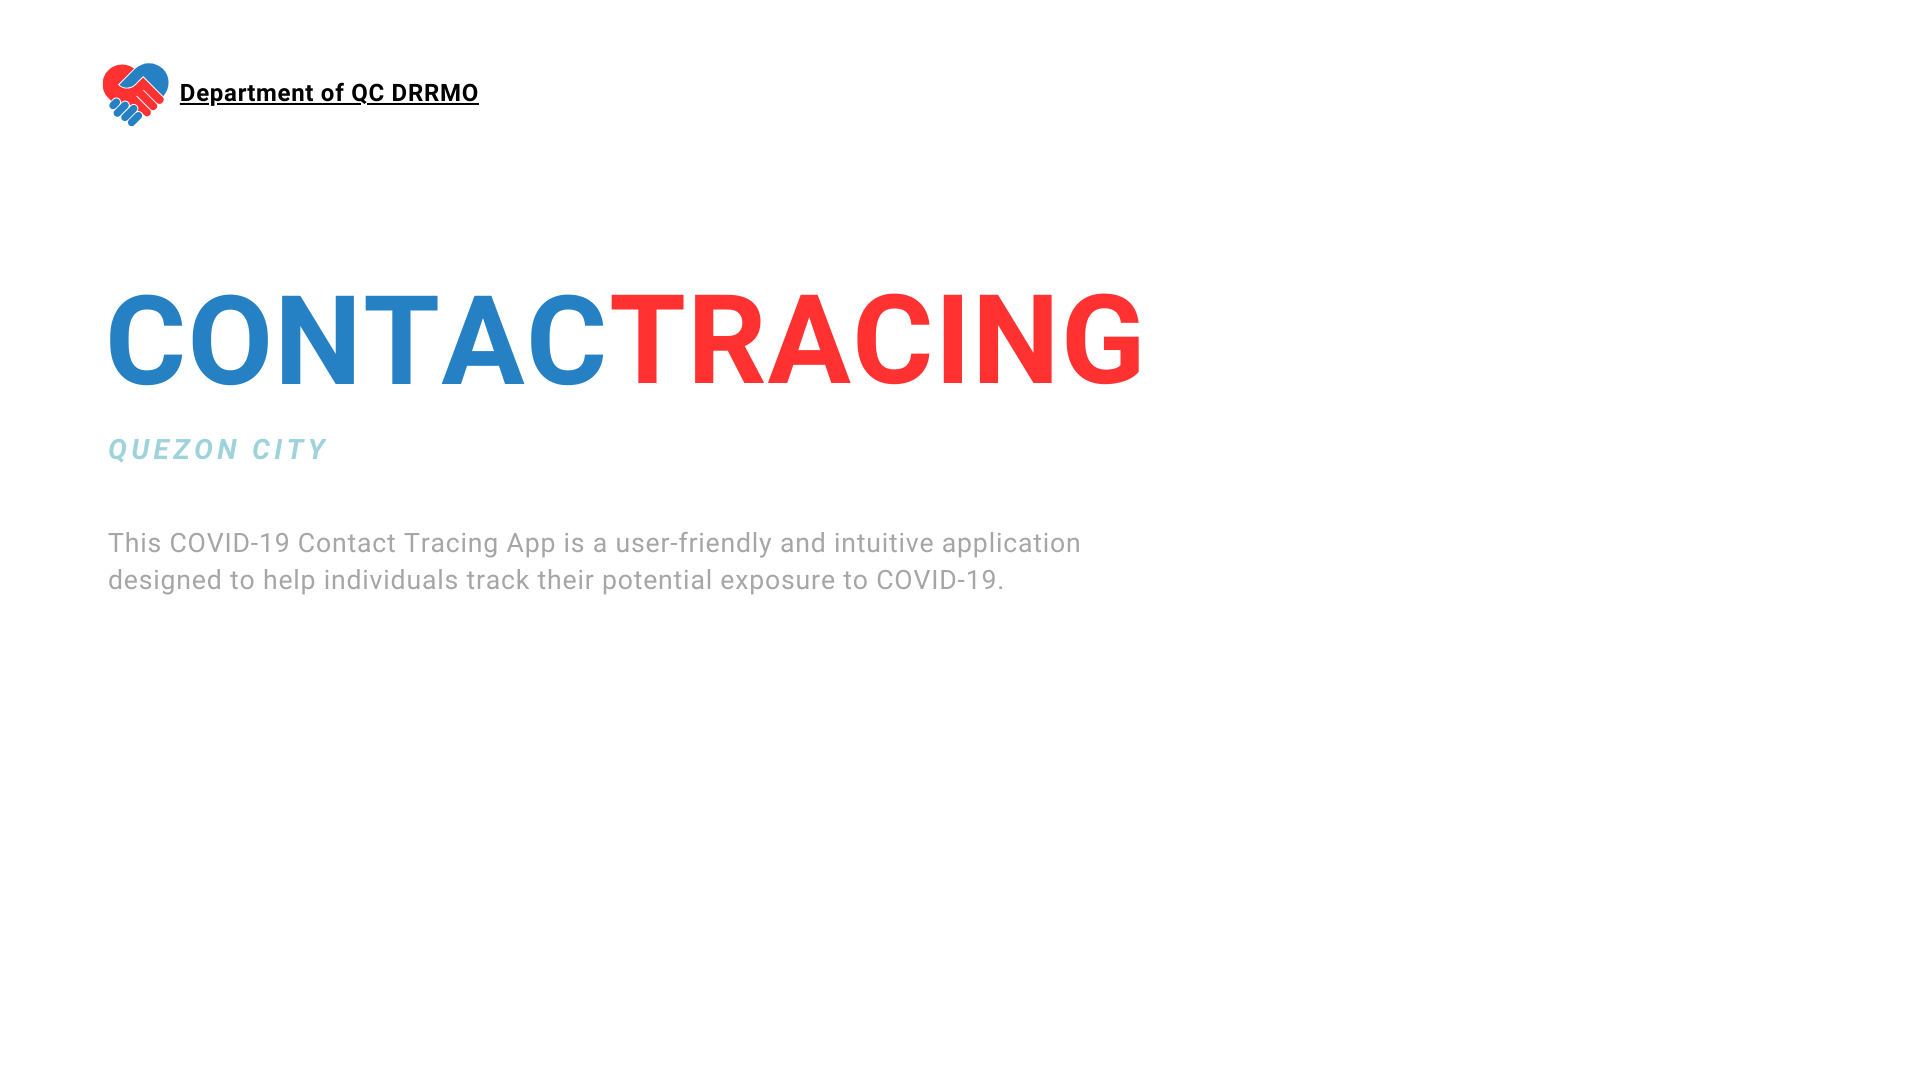 Department of QC DRRMO
CONTACTRACING
QUEZON CITY
This COVID-19 Contact Tracing App is a user-friendly and intuitive application
designed to help individuals track their potential exposure to COVID-19.